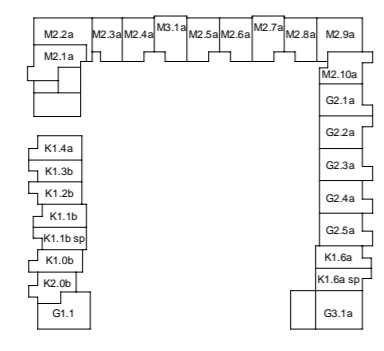 M2.2a
M2.3a
M2.4a
M3.1a
M2.5a
M2.6a
M2.7a
M2.8a
M2.9a
M2.1a
M2.10a
G2.1a
G2.2a
G2.3a
G2.4a
G2.5a
K1.6a
K1.6a sp
G3.1a
K1.4a
K1.3b
K1.2b
K1.1b
K1.1b sp
K1.0b
K2.0b
G1.1